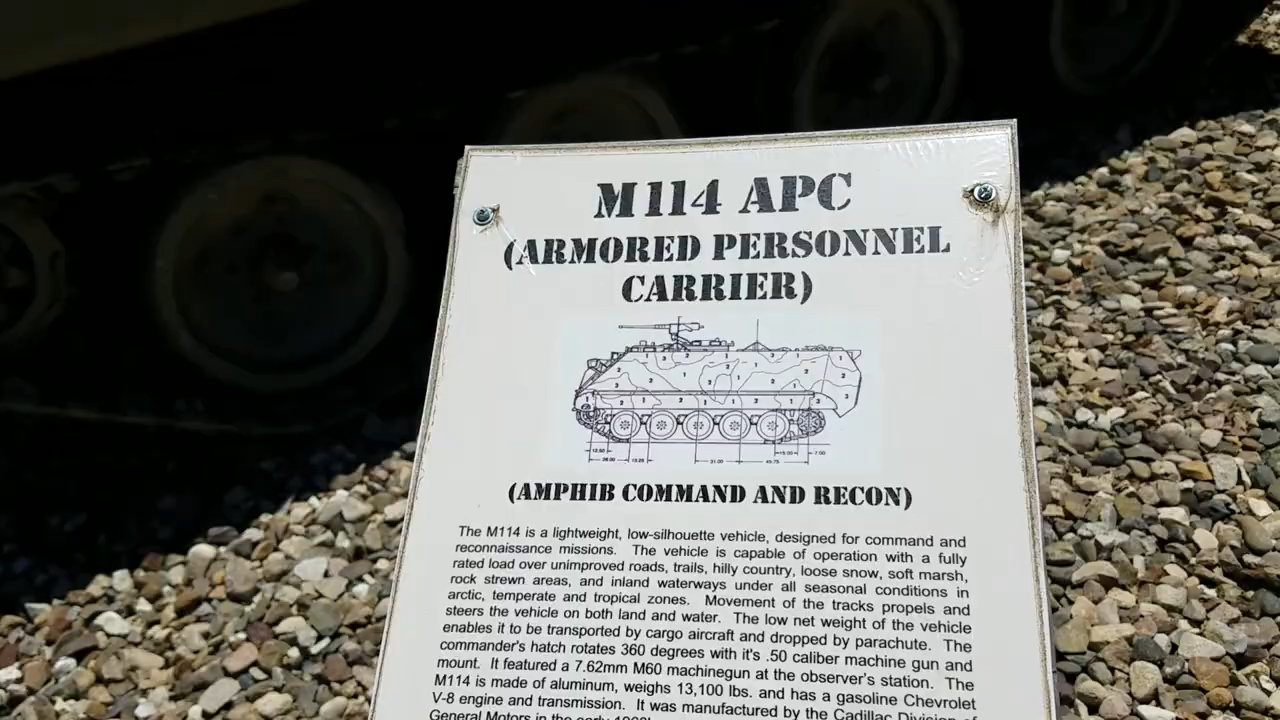 M114 APC
(ARMORED PERSONNEL
CARRIER)
(AMPHIB COMMAND AND RECON)
The M114 is a lightweight, low-silhouette vehicle, designed for command and
reconnaissance missions. The vehicle is capable of operation with a fully
rated load over unimproved roads, trails, hilly country, loose snow, soft marsh,
rock strewn areas, and inland waterways under all seasonal conditions in
arctic, temperate and tropical zones. Movement of the tracks propels and
steers the vehicle on both land and water. The low net weight of the vehicle
enables it to be transported by cargo aircraft and dropped by parachute. The
commander's hatch rotates 360 degrees with it's .50 caliber machine gun and
mount. It featured a 7.62mm M60 machinegun at the observer's station. The
M114 is made of aluminum, weighs 13,100 lbs. and has a gasoline Chevrolet
V-8 engine and transmission. It was manufactured by the Cadillac Division of
General Motors in the early